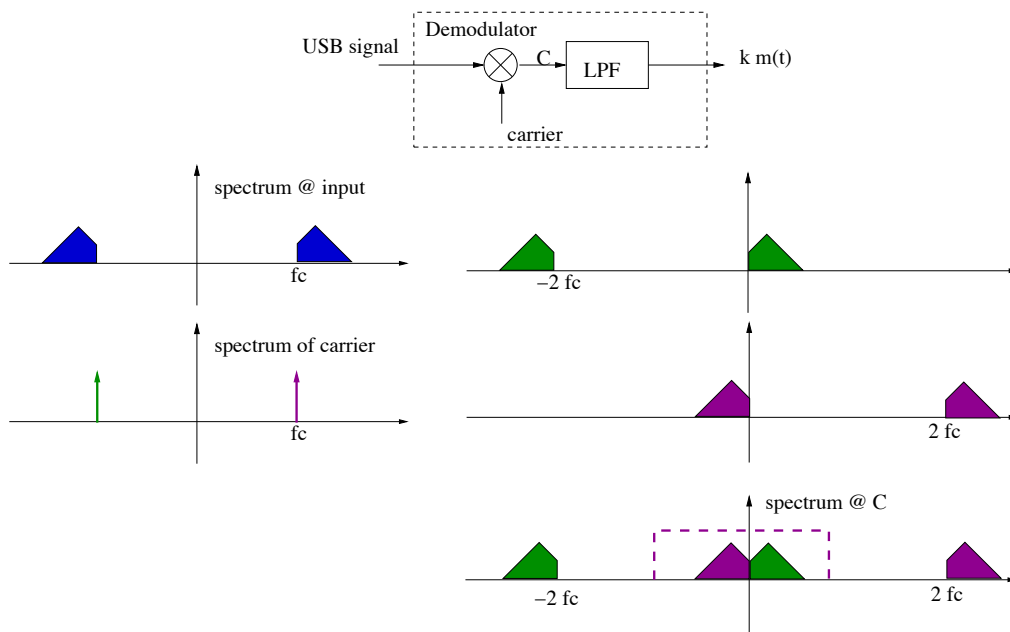 Demodulator
USB signal
C
LPF
k m(t)
carrier
spectrum @ input
fc
−2 fc
spectrum of carrier
fc
2 fc
spectrum @ C
−2 fc
2 fc